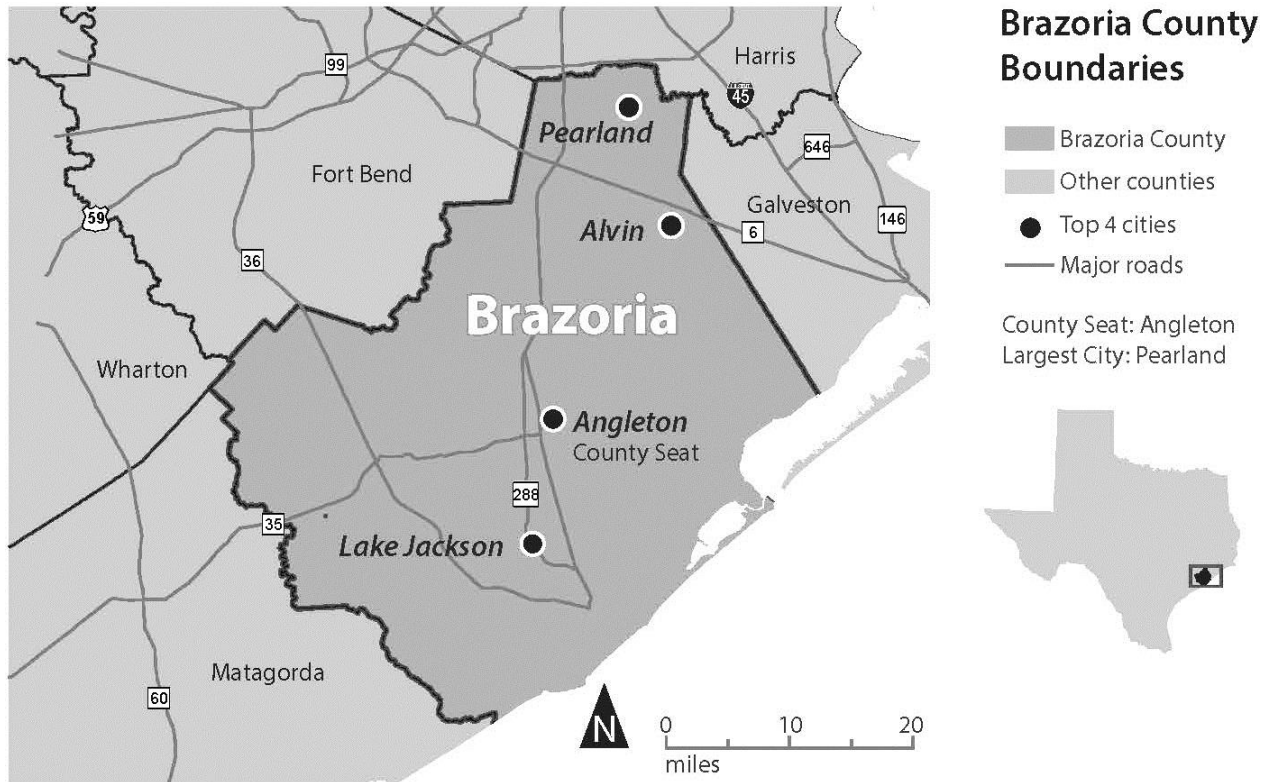 Brazoria County
Boundaries
Brazoria County
Other counties
Top 4 cities
Major roads
County Seat: Angleton
Largest City: Pearland
Harris
99
45
Pearland
646
Fort Bend
Galveston
59
146
Alvin
6
36
Brazoria
Wharton
Angleton
County Seat
288
35
Lake Jackson
Matagorda
60
N
0 10 20
miles